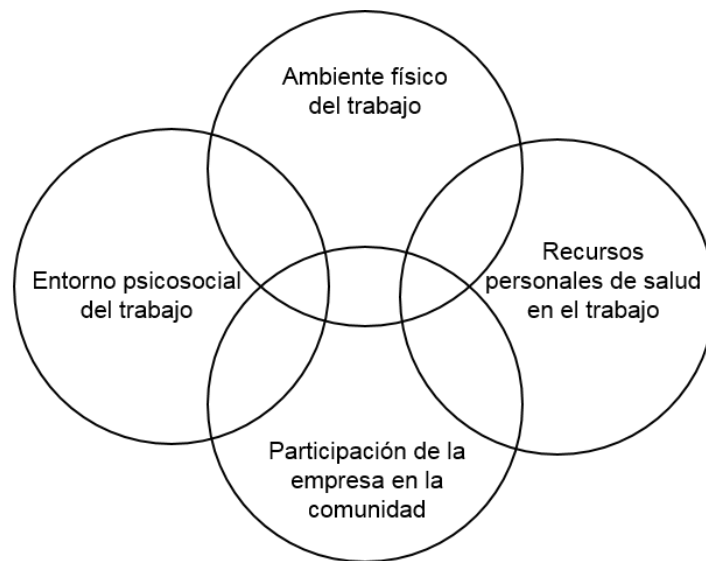 Ambiente físico
del trabajo
Entorno psicosocial
del trabajo
Recursos
personales de salud
en el trabajo
Participación de la
empresa en la
comunidad